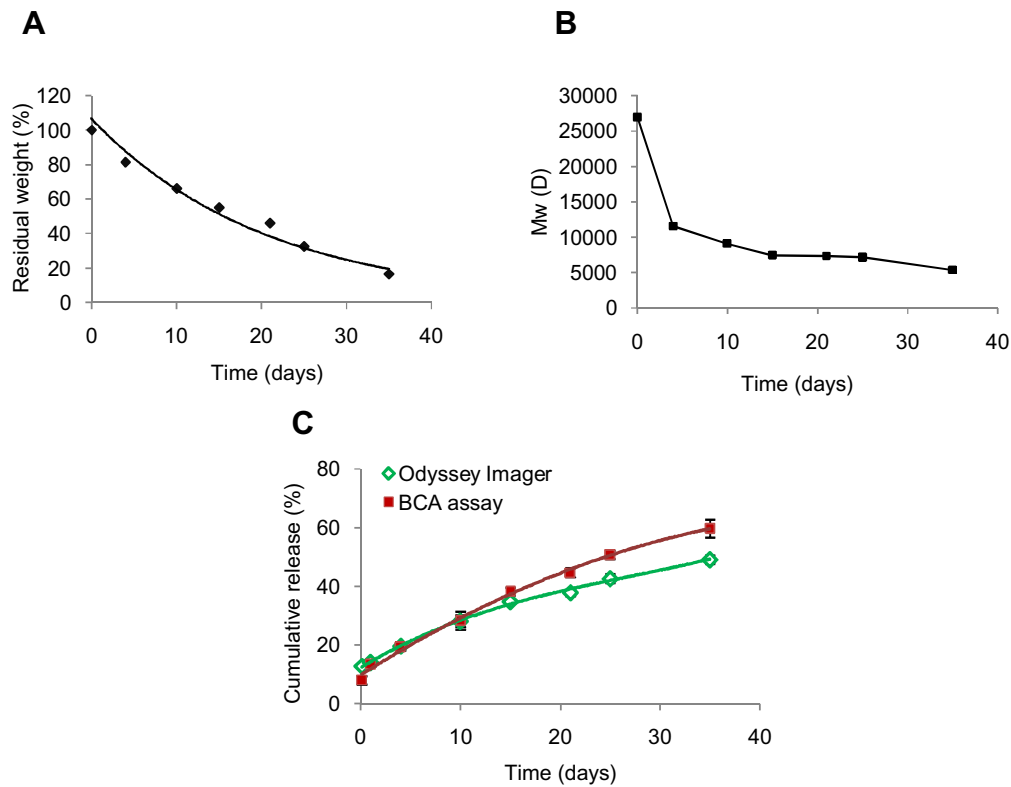 A
Residual weight (%)
120
100
80
60
40
20
0
0 10 20 30 40
Time (days)
B
Mw (D)
30000
25000
20000
15000
10000
5000
0
0 10 20 30 40
Time (days)
C
Cumulative release (%)
80
60
40
20
0
Odyssey Imager
BCA assay
0 10 20 30 40
Time (days)